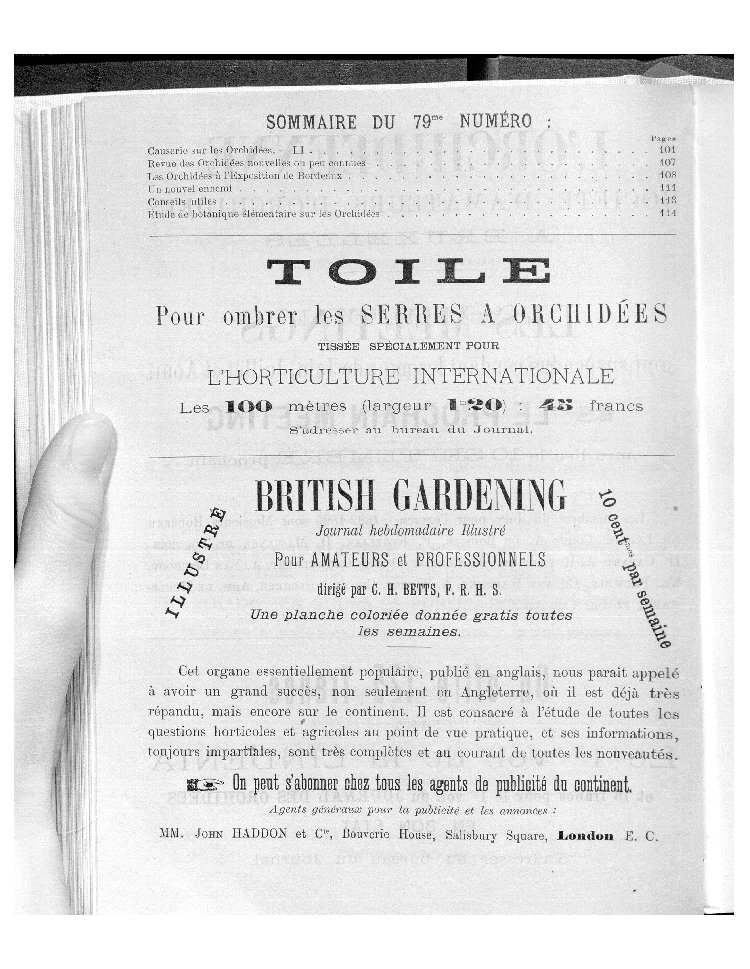 SOMMAIRE DU 79me NUMÉRO :
Pages
Causerie sur les Orchidées. — LI . . . . . . . . . . . . . . . . . . . . . 101
Revue des Orchidées nouvelles ou peu connues . . . . . . . . . . . . . . . . . 107
Les Orchidées à l'Exposition de Bordeaux . . . . . . . . . . . . . . . . . . 108
Un nouvel ennemi . . . . . . . . . . . . . . . . . . . . . . . . . 111
Conseils utiles . . . . . . . . . . . . . . . . . . . . . . . . . . 113
Étude de botanique élémentaire sur les Orchidées . . . . . . . . . . . . . . . . 114
TOILE
Pour ombrer les SERRES A ORCHIDÉES
TISSÉE SPÉCIALEMENT POUR
L'HORTICULTURE INTERNATIONALE
Les 100 mètres (largeur 1m20) : 45 francs
S'adresser au bureau du Journal.
BRITISH GARDENING
Journal hebdomadaire Illustré
Pour AMATEURS et PROFESSIONNELS
dirigé par C. H. BETTS, F. R. H. S.
Une planche coloriée donnée gratis toutes
les semaines.
ILLUSTRÉ
10 centimes par semaine
Cet organe essentiellement populaire, publié en anglais, nous parait appelé
à avoir un grand succès, non seulement en Angleterre, où il est déjà très
répandu, mais encore sur le continent. Il est consacré à l'étude de toutes les
questions horticoles et agricoles au point de vue pratique, et ses informations,
toujours impartiales, sont très complètes et au courant de toutes les nouveautés.
On peut s'abonner chez tous les agents de publicité du continent.
Agents généraux pour la publicité et les annonces :
MM. JOHN HADDON et Cie, Bouverie House, Salisbury Square, London E. C.